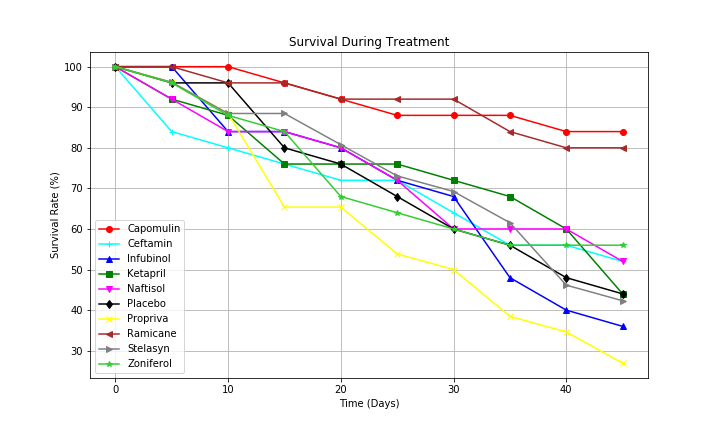 Survival During Treatment
Survival Rate (%)
100
90
80
70
60
50
40
30
Capomulin
Ceftamin
Infubinol
Ketapril
Naftisol
Placebo
Propriva
Ramicane
Stelasyn
Zoniferol
0
10
20
30
40
Time (Days)